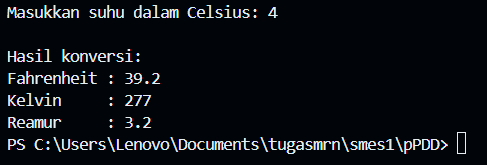 Masukkan suhu dalam Celsius: 4
Hasil konversi:
Fahrenheit : 39.2
Kelvin     : 277
Reamur     : 3.2
PS C:\Users\Lenovo\Documents\tugasmrn\smes1\pPDD>